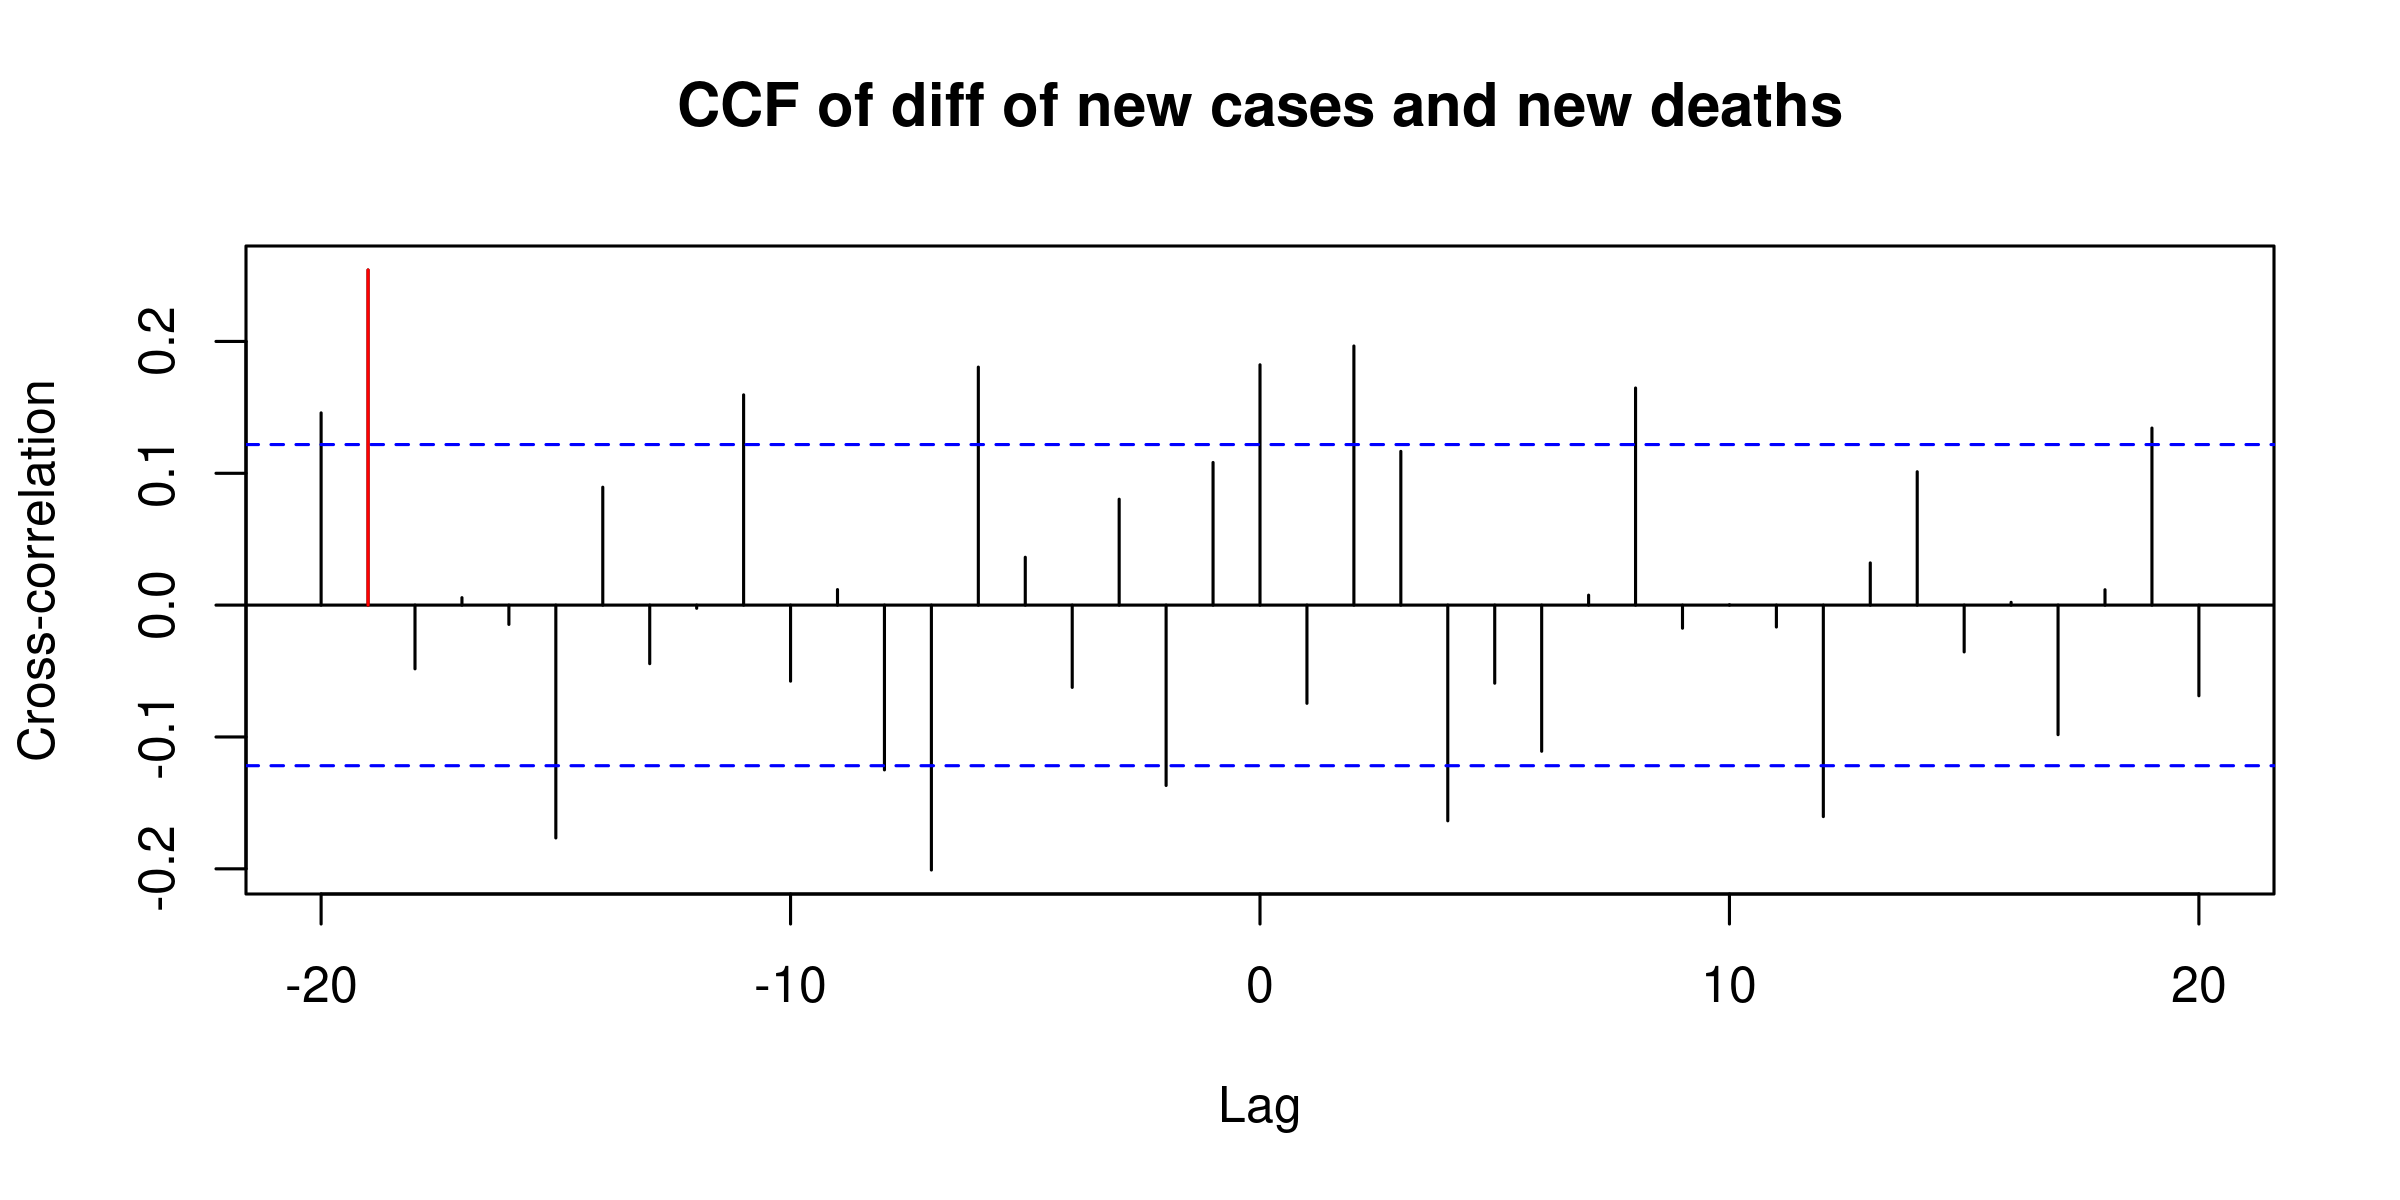 CCF of diff of new cases and new deaths
Cross-correlation
0.2
0.1
0.0
-0.1
-0.2
-20 -10 0 10 20
Lag